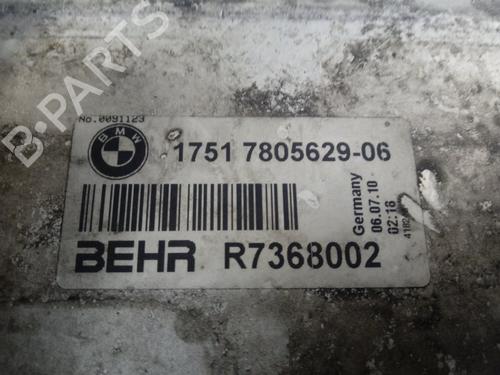 B-PARTS
No.0091123
BMW
1751 7805629-06
BEHR R7368002
Germany
06.07.10
02:16